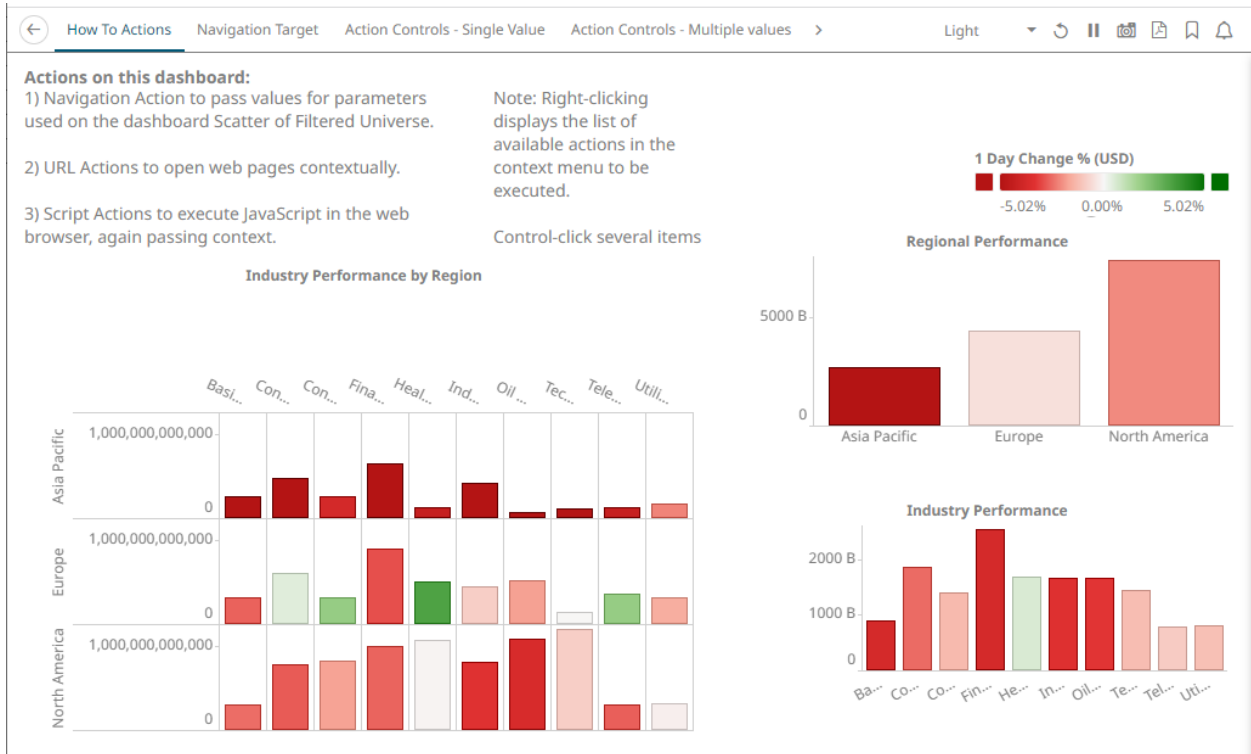 How To Actions Navigation Target Action Controls - Single Value Action Controls - Multiple values Light
Actions on this dashboard:
1) Navigation Action to pass values for parameters
used on the dashboard Scatter of Filtered Universe.
2) URL Actions to open web pages contextually.
3) Script Actions to execute JavaScript in the web
browser, again passing context.
Note: Right-clicking
displays the list of
available actions in the
context menu to be
executed.
Control-click several items
1 Day Change % (USD)
-5.02% 0.00% 5.02%
Industry Performance by Region
Basi... Con... Con... Fina... Heal... Ind... Oil ... Tec... Tele... Utili...
Asia Pacific
1,000,000,000,000
0
Europe
1,000,000,000,000
0
North America
1,000,000,000,000
0
Regional Performance
5000 B
0
Asia Pacific Europe North America
Industry Performance
2000 B
1000 B
0
Ba... Co... Co... Fin... He... In... Oil... Te... Tel... Uti...